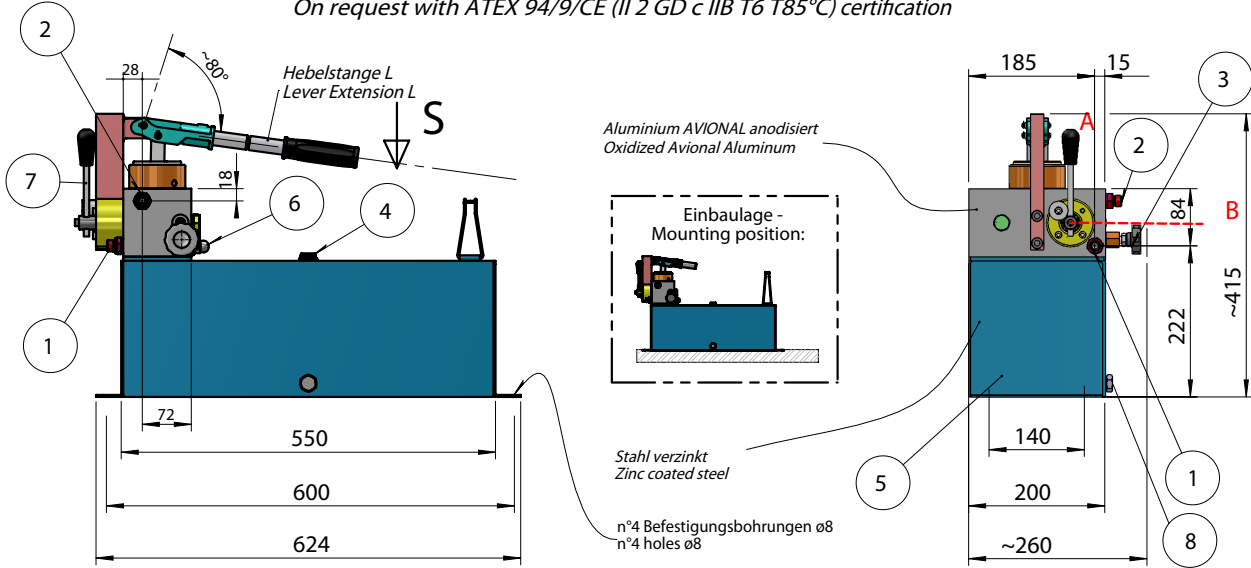 On request with ATEX 94/9/CE (II 2 GD c IIB T6 T85°C) certification
2
28
~80°
Hebelstange L
Lever Extension L
S
7
18
6
4
1
72
550
600
624
Aluminium AVIONAL anodisiert
Oxidized Avional Aluminum
Einbaulage -
Mounting position:
Stahl verzinkt
Zinc coated steel
n°4 Befestigungsbohrungen ø8
n°4 holes ø8
185
15
3
A
2
84
B
~415
222
140
5
1
200
~260
8